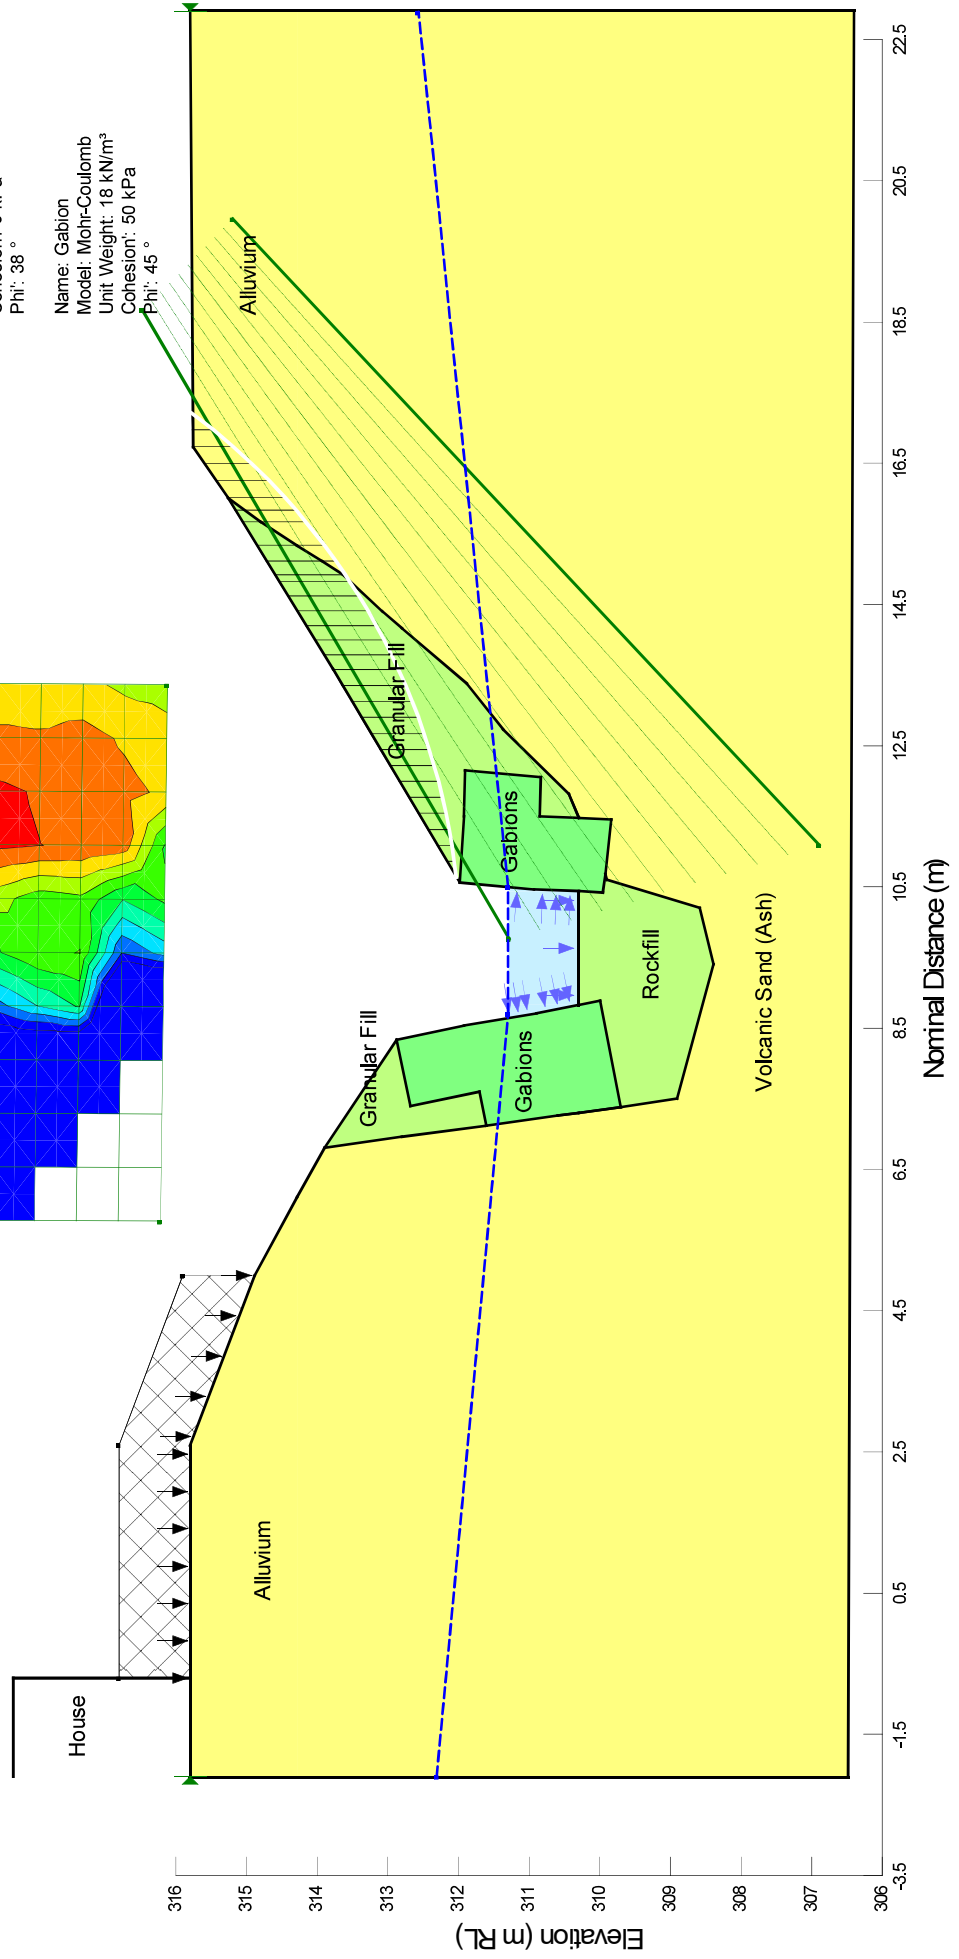 Phi': 38 °
Name: Gabion
Model: Mohr-Coulomb
Unit Weight: 18 kN/m³
Cohesion': 50 kPa
Phi': 45 °
House
Alluvium
Alluvium
Granular Fill
Granular Fill
Gabions
Gabions
Rockfill
Volcanic Sand (Ash)
Elevation (m RL)
316
315
314
313
312
311
310
309
308
307
306
-3.5
-1.5
0.5
2.5
4.5
6.5
8.5
10.5
12.5
14.5
16.5
18.5
20.5
22.5
Nominal Distance (m)